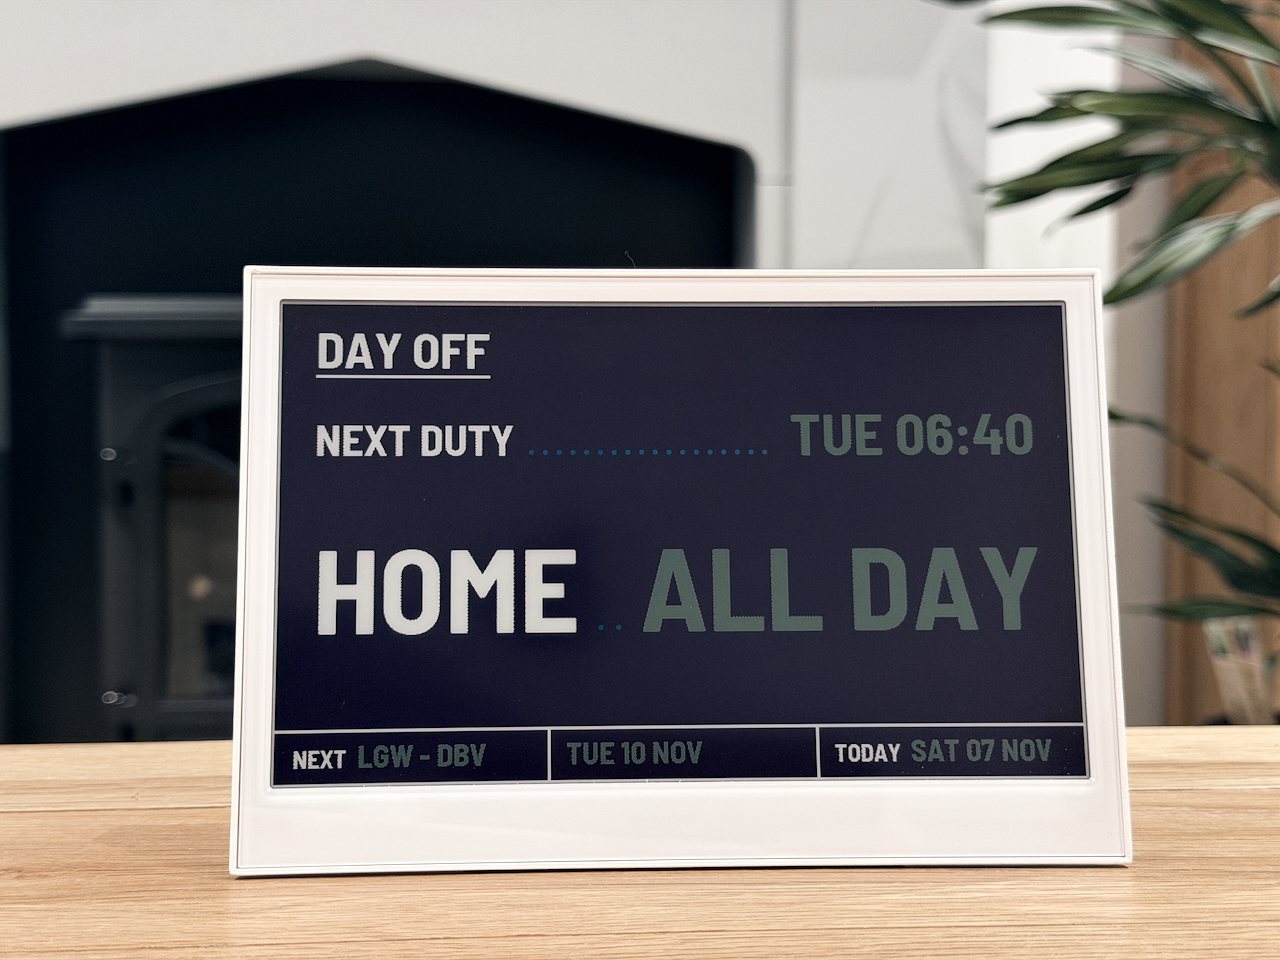 DAY OFF
NEXT DUTY .................. TUE 06:40
HOME .. ALL DAY
NEXT LGW - DBV TUE 10 NOV TODAY SAT 07 NOV